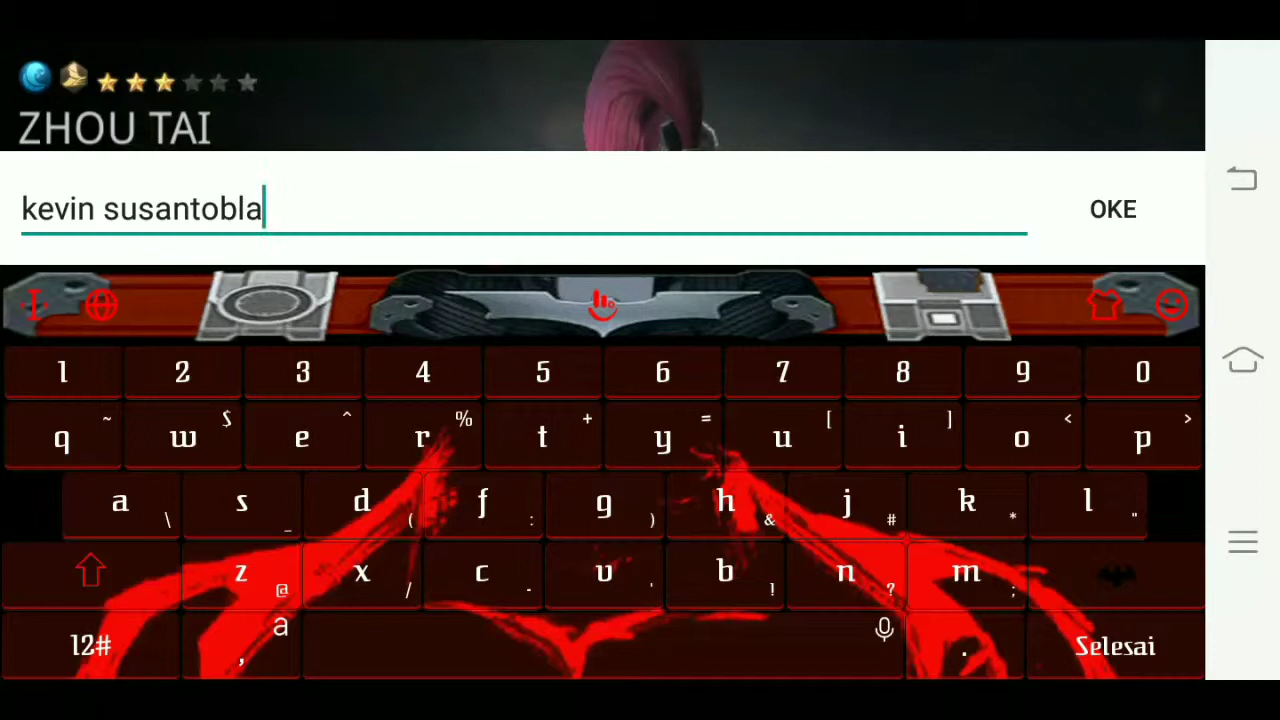 ZHOU TAI
kevin susantobla
OKE
1 2 3 4 5 6 7 8 9 0
q ~ w $ e ^ r % t + y = u [ i ] o < p >
a \ s _ d ( f : g ) h & j # k * l "
z @ x / c - v ' b ! n ? m ;
12# , a . Selesai